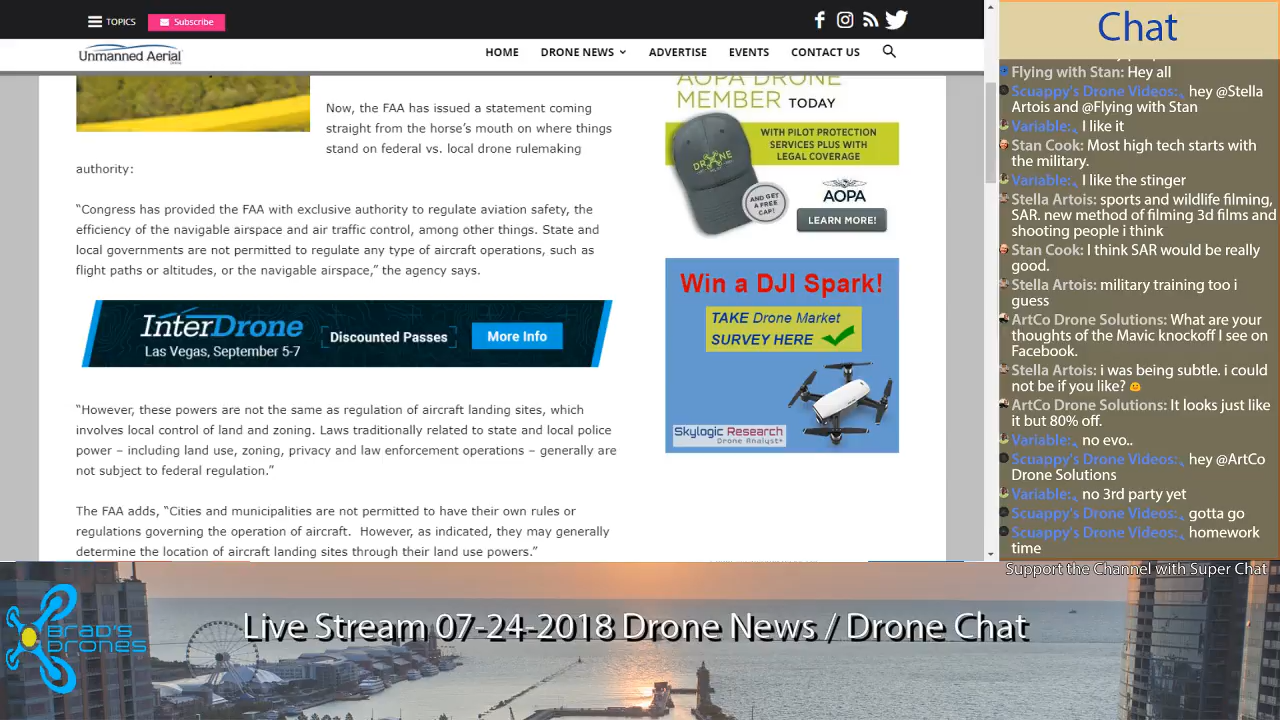 TOPICS
Subscribe
Unmanned Aerial
HOME
DRONE NEWS
ADVERTISE
EVENTS
CONTACT US
Now, the FAA has issued a statement coming
straight from the horse's mouth on where things
stand on federal vs. local drone rulemaking
authority:
“Congress has provided the FAA with exclusive authority to regulate aviation safety, the
efficiency of the navigable airspace and air traffic control, among other things. State and
local governments are not permitted to regulate any type of aircraft operations, such as
flight paths or altitudes, or the navigable airspace,” the agency says.
InterDrone
Las Vegas, September 5-7
Discounted Passes
More Info
“However, these powers are not the same as regulation of aircraft landing sites, which
involves local control of land and zoning. Laws traditionally related to state and local police
power – including land use, zoning, privacy and law enforcement operations – generally are
not subject to federal regulation.”
The FAA adds, “Cities and municipalities are not permitted to have their own rules or
regulations governing the operation of aircraft.  However, as indicated, they may generally
determine the location of aircraft landing sites through their land use powers.”
AOPA DRONE
MEMBER TODAY
WITH PILOT PROTECTION
SERVICES PLUS WITH
LEGAL COVERAGE
DRONE
AND GET A
FREE
CAP!
AOPA
LEARN MORE!
Win a DJI Spark!
TAKE Drone Market
SURVEY HERE
Skylogic Research
Drone Analyst
Chat
Flying with Stan: Hey all
Scuappy's Drone Videos: hey @Stella
Artois and @Flying with Stan
Variable: I like it
Stan Cook: Most high tech starts with
the military.
Variable: I like the stinger
Stella Artois: sports and wildlife filming,
SAR. new method of filming 3d films and
shooting people i think
Stan Cook: I think SAR would be really
good.
Stella Artois: military training too i
guess
ArtCo Drone Solutions: What are your
thoughts of the Mavic knockoff I see on
Facebook.
Stella Artois: i was being subtle. i could
not be if you like?
ArtCo Drone Solutions: It looks just like
it but 80% off.
Variable: no evo..
Scuappy's Drone Videos: hey @ArtCo
Drone Solutions
Variable: no 3rd party yet
Scuappy's Drone Videos: gotta go
Scuappy's Drone Videos: homework
time
Support the Channel with Super Chat
BRAD'S
DRONES
Live Stream 07-24-2018 Drone News / Drone Chat